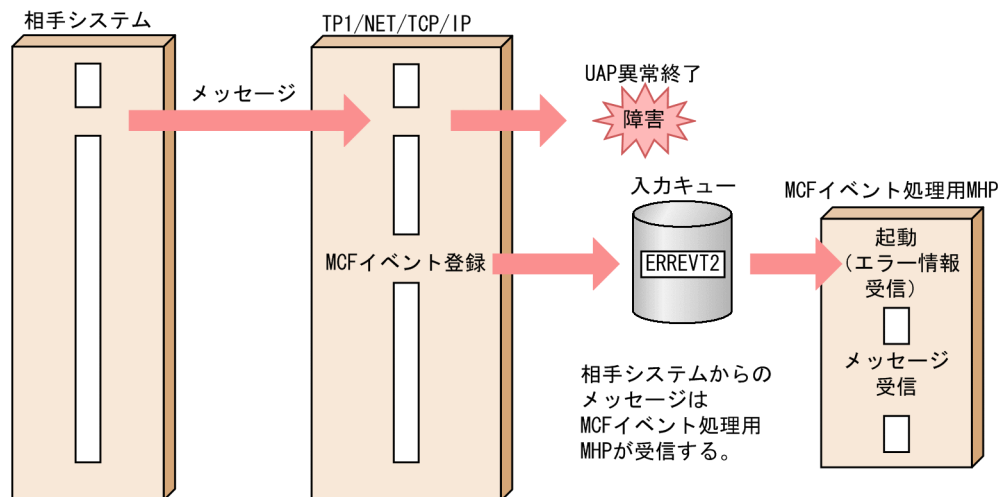 相手システム
TP1/NET/TCP/IP
メッセージ
UAP異常終了
障害
入力キュー
MCFイベント処理用MHP
MCFイベント登録
ERREVT2
起動
(エラー情報
受信)
メッセージ
受信
相手システムからの
メッセージは
MCFイベント処理用
MHPが受信する。